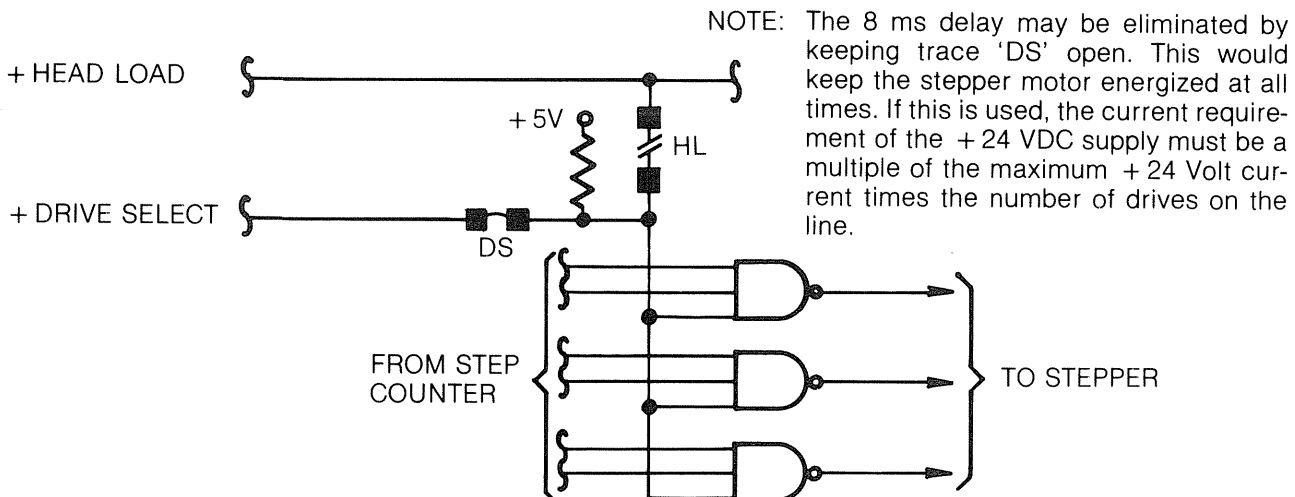 NOTE: The 8 ms delay may be eliminated by
keeping trace 'DS' open. This would
keep the stepper motor energized at all
times. If this is used, the current require-
ment of the + 24 VDC supply must be a
multiple of the maximum + 24 Volt cur-
rent times the number of drives on the
line.
+ HEAD LOAD
+ 5V
HL
+ DRIVE SELECT
DS
FROM STEP
COUNTER
TO STEPPER